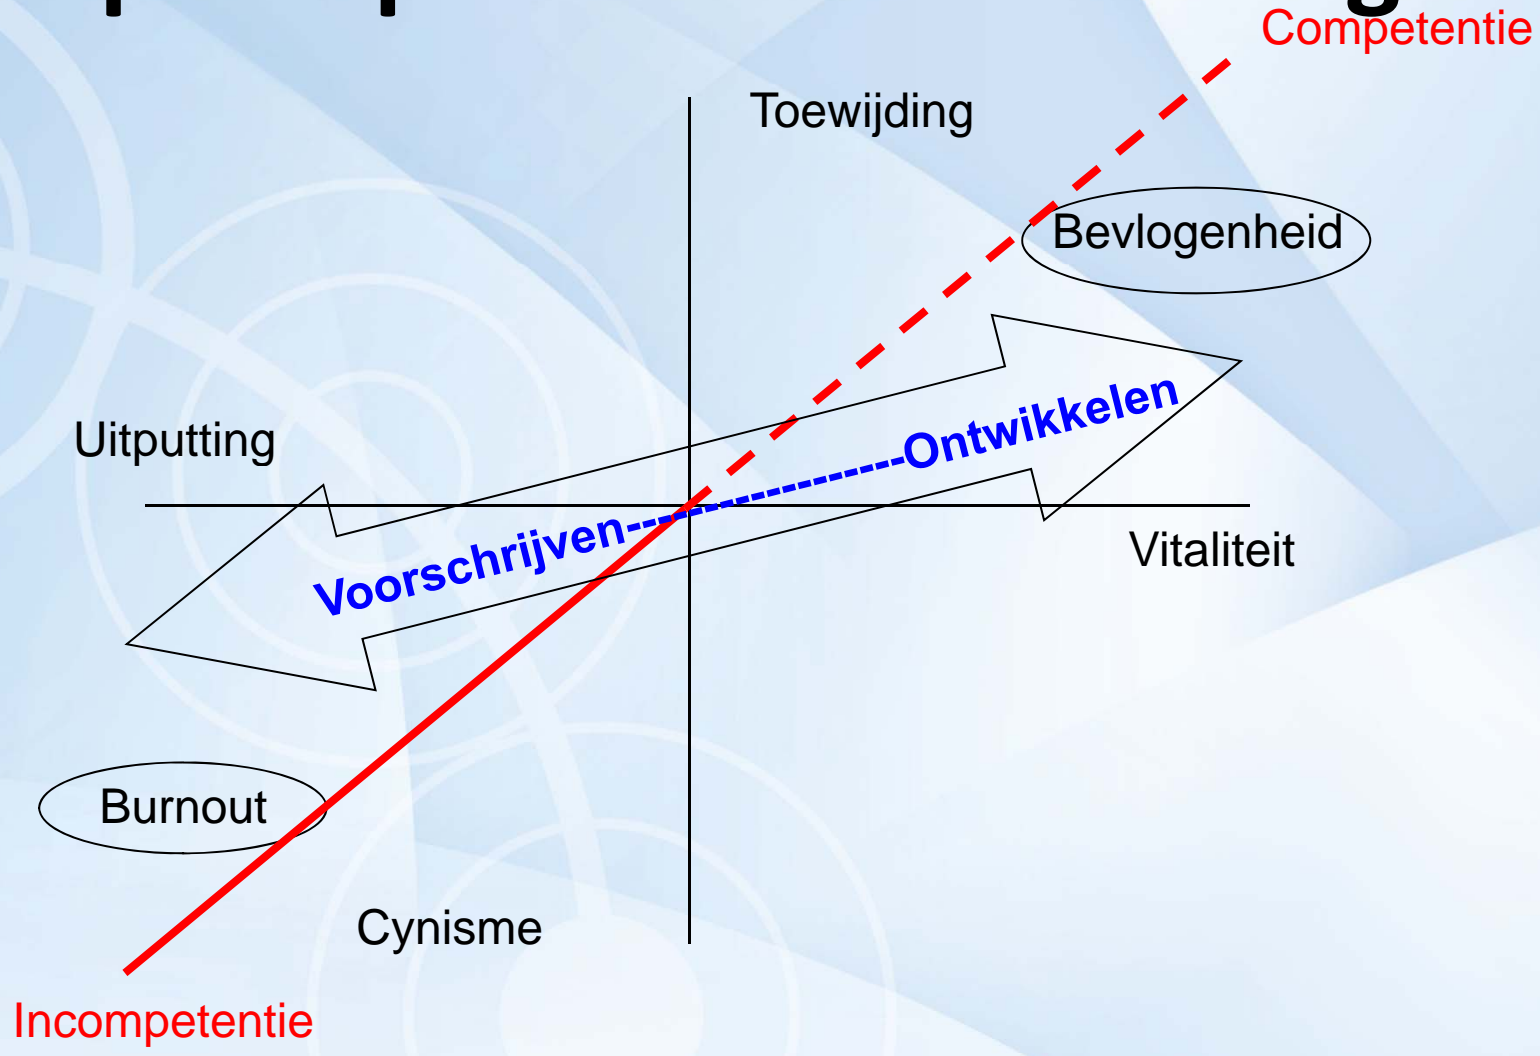 Competentie
Toewijding
Bevlogenheid
Uitputting
Voorschrijven---------------Ontwikkelen
Vitaliteit
Burnout
Cynisme
Incompetentie